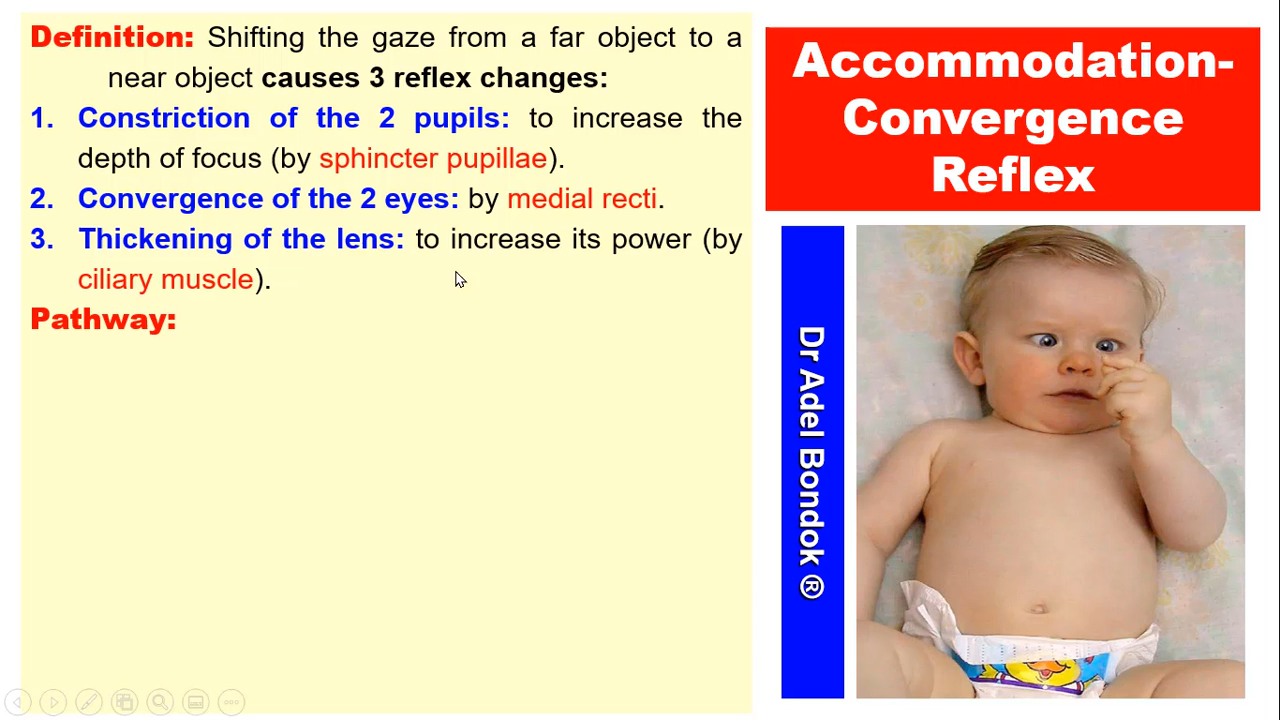 Definition: Shifting the gaze from a far object to a
near object causes 3 reflex changes:
1. Constriction of the 2 pupils: to increase the
depth of focus (by sphincter pupillae).
2. Convergence of the 2 eyes: by medial recti.
3. Thickening of the lens: to increase its power (by
ciliary muscle).
Pathway:
Accommodation-
Convergence
Reflex
Dr Adel Bondok ®